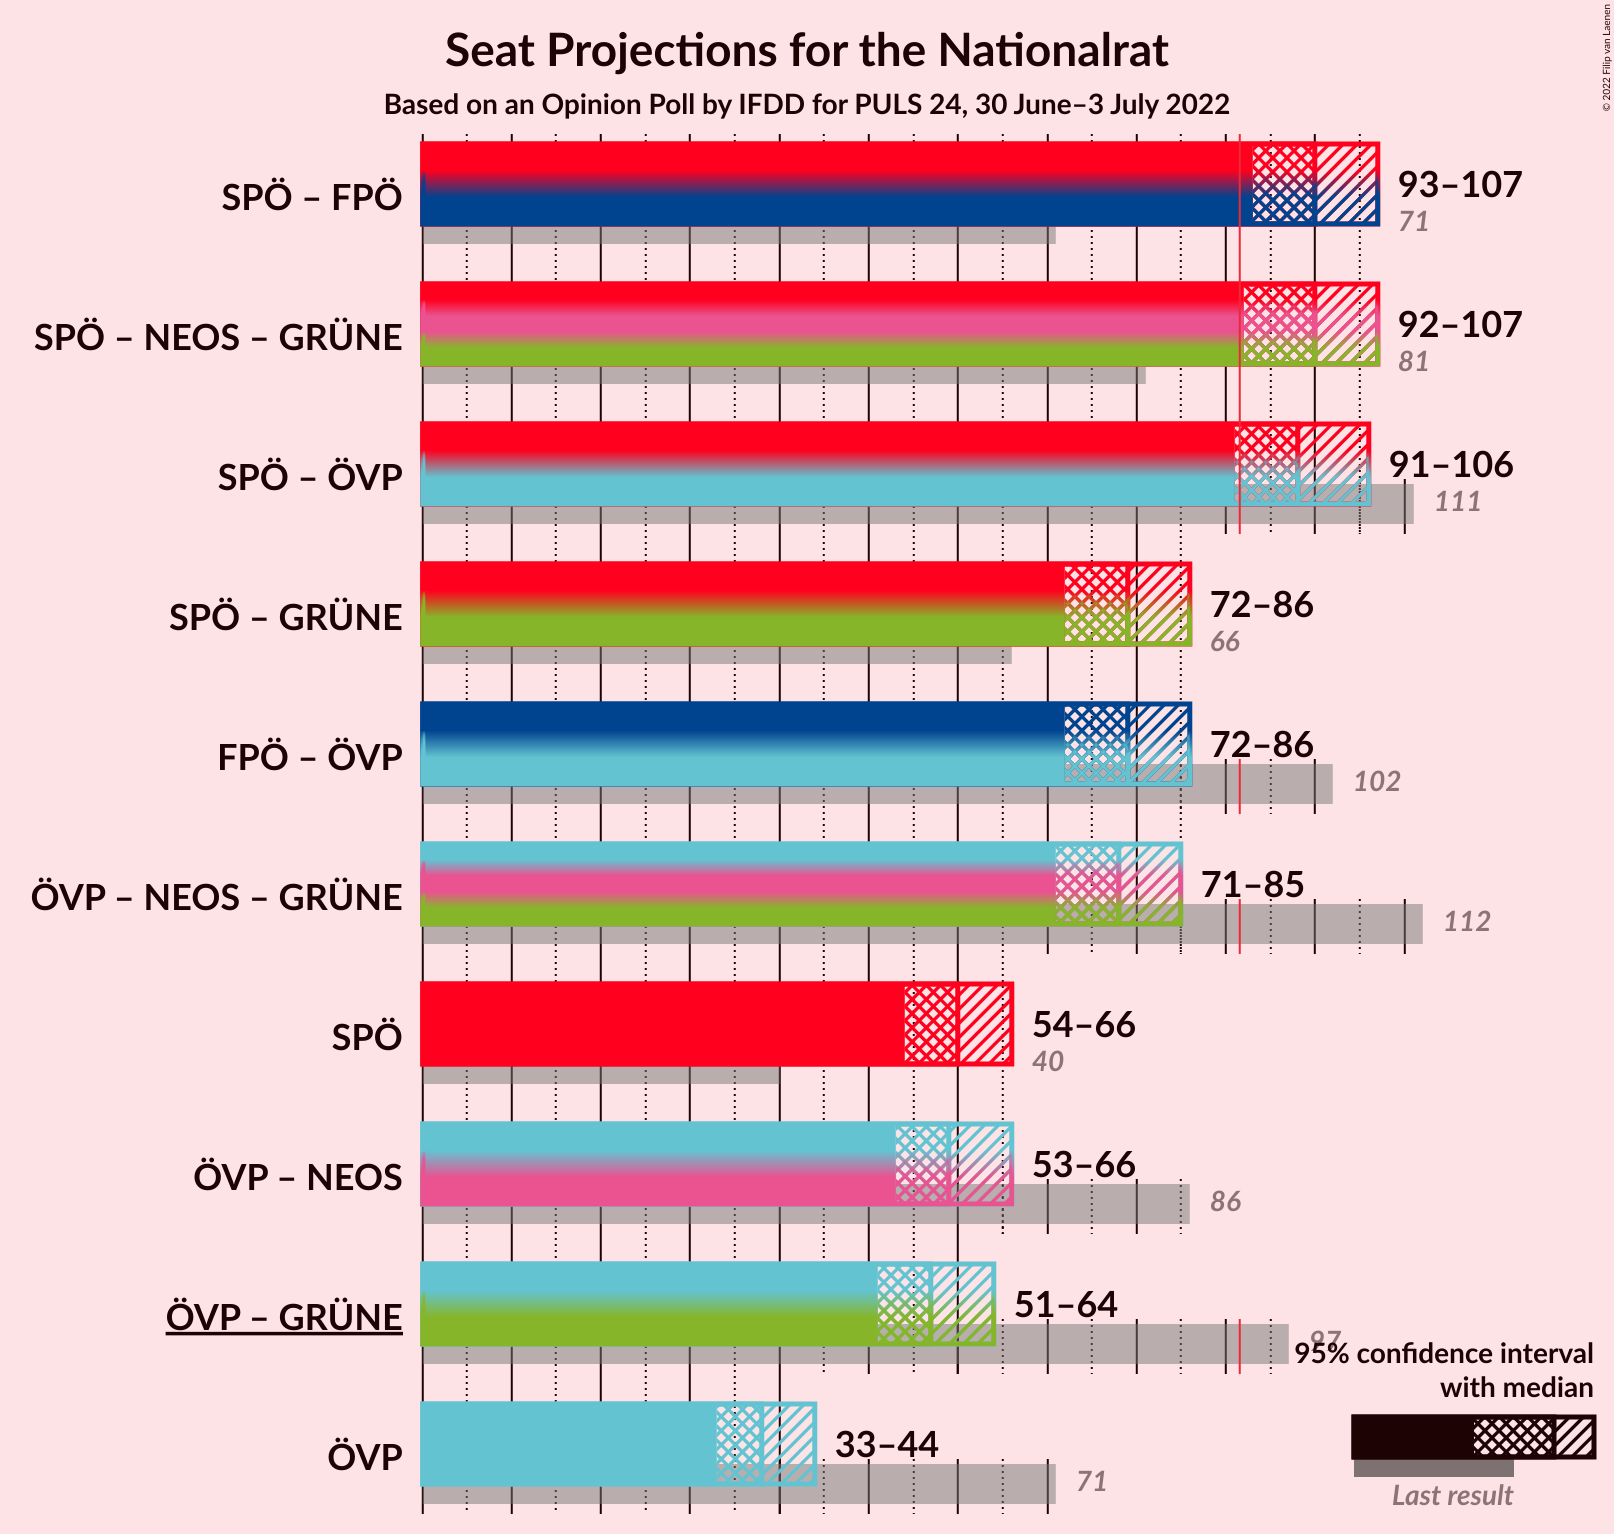 Seat Projections for the Nationalrat
Based on an Opinion Poll by IFDD for PULS 24, 30 June–3 July 2022
© 2022 Filip van Laenen
SPÖ – FPÖ
93–107
71
SPÖ – NEOS – GRÜNE
92–107
81
SPÖ – ÖVP
91–106
111
SPÖ – GRÜNE
72–86
66
FPÖ – ÖVP
72–86
102
ÖVP – NEOS – GRÜNE
71–85
112
SPÖ
54–66
40
ÖVP – NEOS
53–66
86
ÖVP – GRÜNE
51–64
97
ÖVP
33–44
71
95% confidence interval
with median
Last result